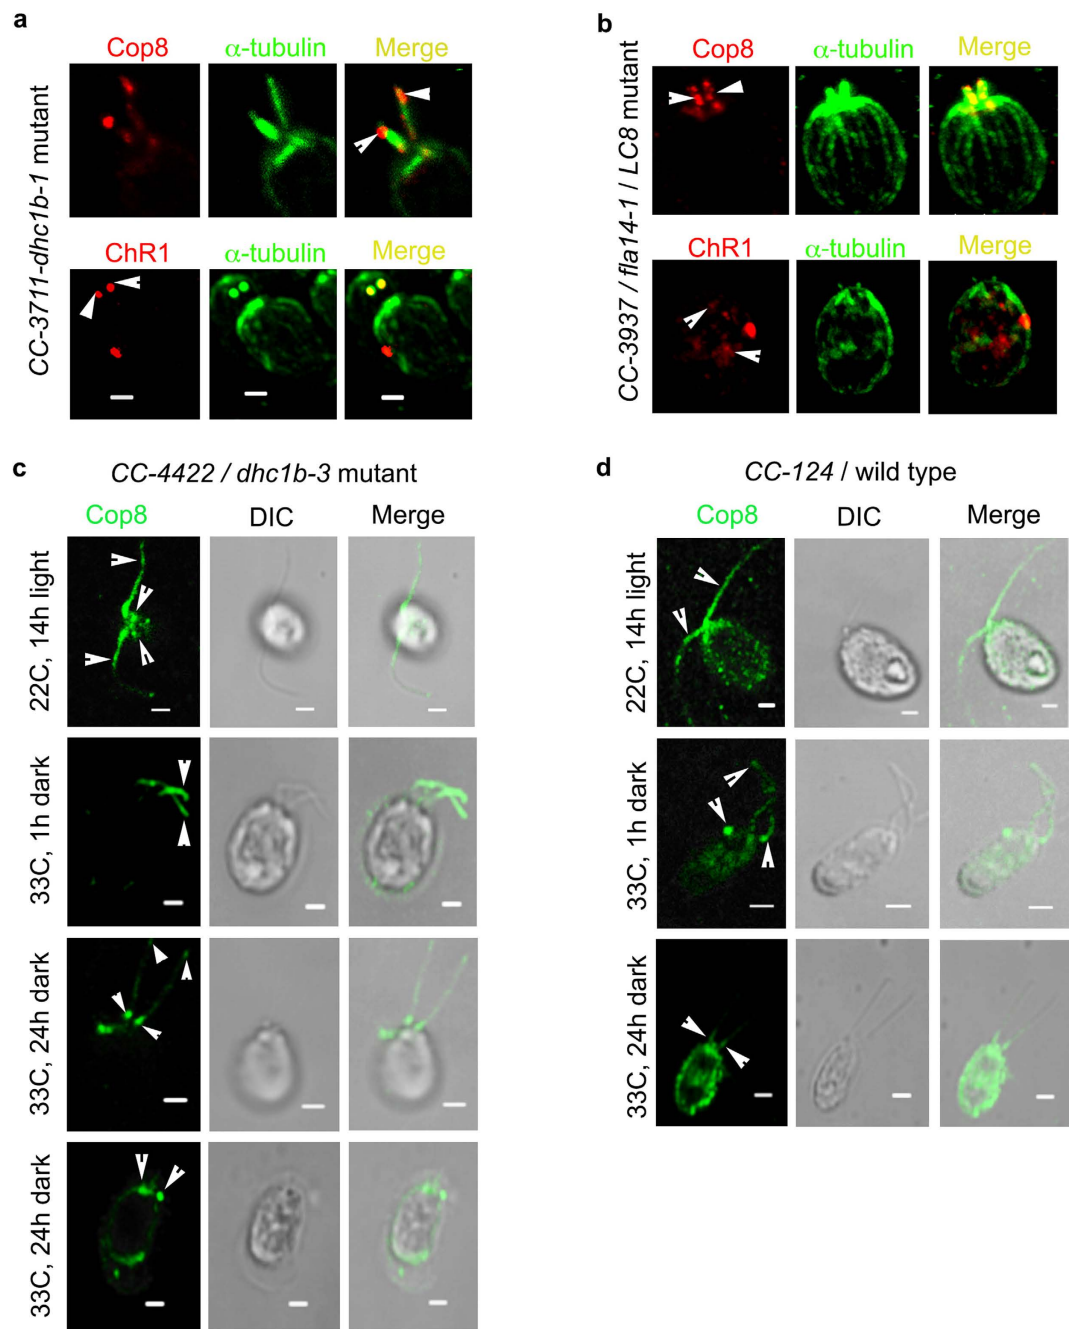 a
Cop8 α-tubulin Merge
CC-3711-dhc1b-1 mutant
ChR1 α-tubulin Merge
b
Cop8 α-tubulin Merge
CC-3937 / fla14-1 / LC8 mutant
ChR1 α-tubulin Merge
c
CC-4422 / dhc1b-3 mutant
Cop8 DIC Merge
22C, 14h light
33C, 1h dark
33C, 24h dark
33C, 24h dark
d
CC-124 / wild type
Cop8 DIC Merge
22C, 14h light
33C, 1h dark
33C, 24h dark